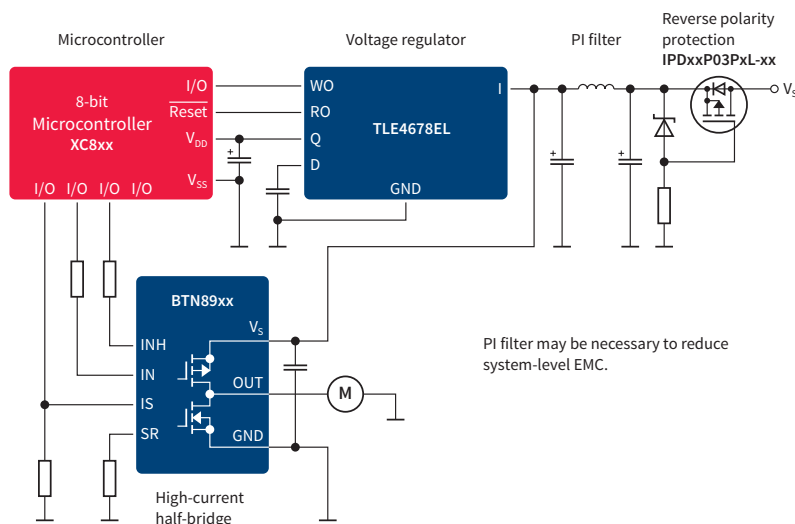 Microcontroller
Voltage regulator
PI filter
Reverse polarity
protection
IPDxxP03PxL-xx
8-bit
Microcontroller
XC8xx
I/O
Reset
VDD
VSS
I/O I/O I/O I/O
WO
RO
Q
D
I
TLE4678EL
GND
VS
BTN89xx
VS
INH
IN
IS
SR
OUT
GND
M
PI filter may be necessary to reduce
system-level EMC.
High-current
half-bridge